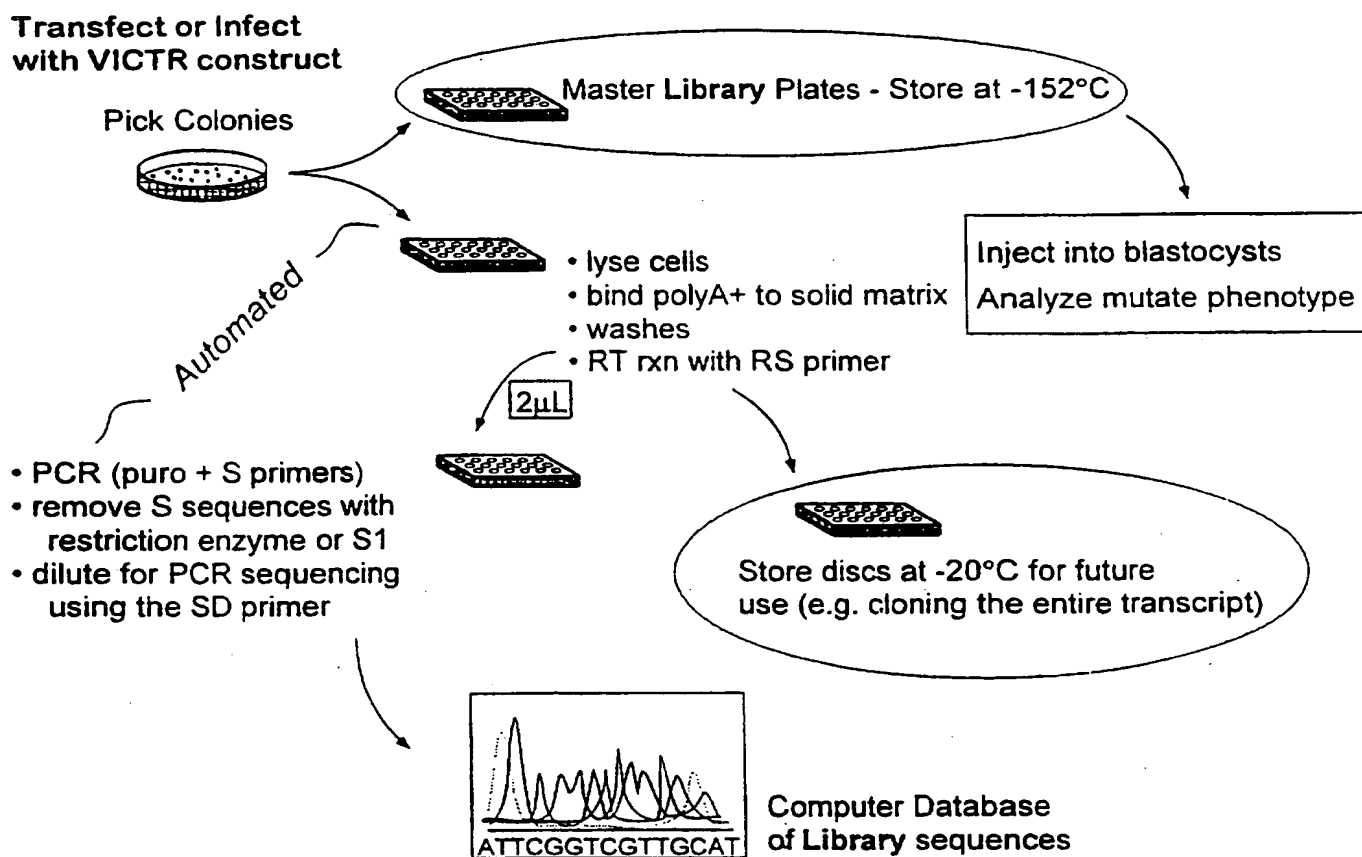 Transfect or Infect
with VICTR construct
Pick Colonies
Master Library Plates - Store at -152°C
Inject into blastocysts
Analyze mutate phenotype
Automated
• lyse cells
• bind polyA+ to solid matrix
• washes
• RT rxn with RS primer
2µL
• PCR (puro + S primers)
• remove S sequences with
restriction enzyme or S1
• dilute for PCR sequencing
using the SD primer
Store discs at -20°C for future
use (e.g. cloning the entire transcript)
ATTCGGTCGTTGCAT
Computer Database
of Library sequences